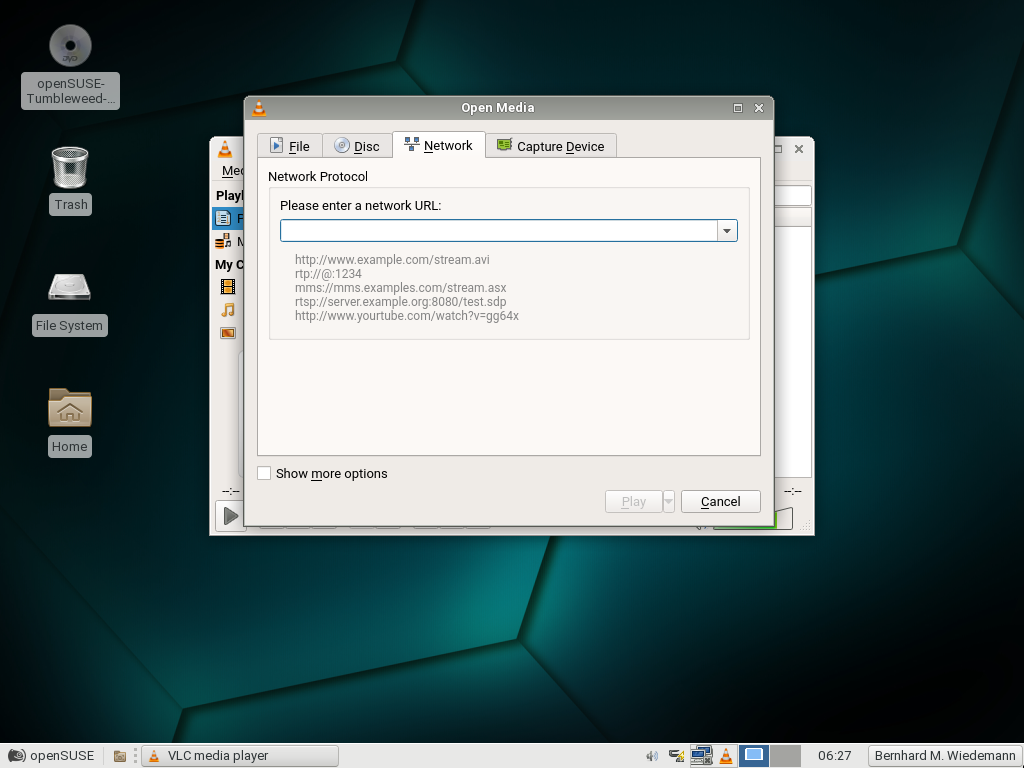 openSUSE-
Tumbleweed-...
Trash
File System
Home
Open Media
File
Disc
Network
Capture Device
Network Protocol
Please enter a network URL:
http://www.example.com/stream.avi
rtp://@:1234
mms://mms.examples.com/stream.asx
rtsp://server.example.org:8080/test.sdp
http://www.yourtube.com/watch?v=gg64x
Show more options
Play
Cancel
Med
Playl
F
M
My C
--:--
--:--
openSUSE
VLC media player
06:27
Bernhard M. Wiedemann